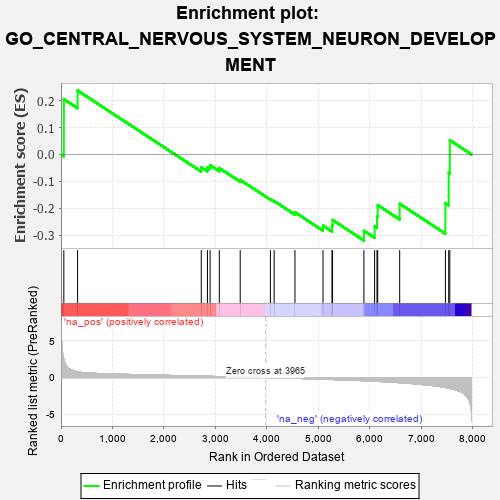 Enrichment plot:
GO_CENTRAL_NERVOUS_SYSTEM_NEURON_DEVELOP
MENT
Enrichment score (ES)
0.2
0.1
0.0
-0.1
-0.2
-0.3
'na_pos' (positively correlated)
Ranked list metric (PreRanked)
5
0
-5
Zero cross at 3965
'na_neg' (negatively correlated)
0 1,000 2,000 3,000 4,000 5,000 6,000 7,000 8,000
Rank in Ordered Dataset
Enrichment profile Hits Ranking metric scores